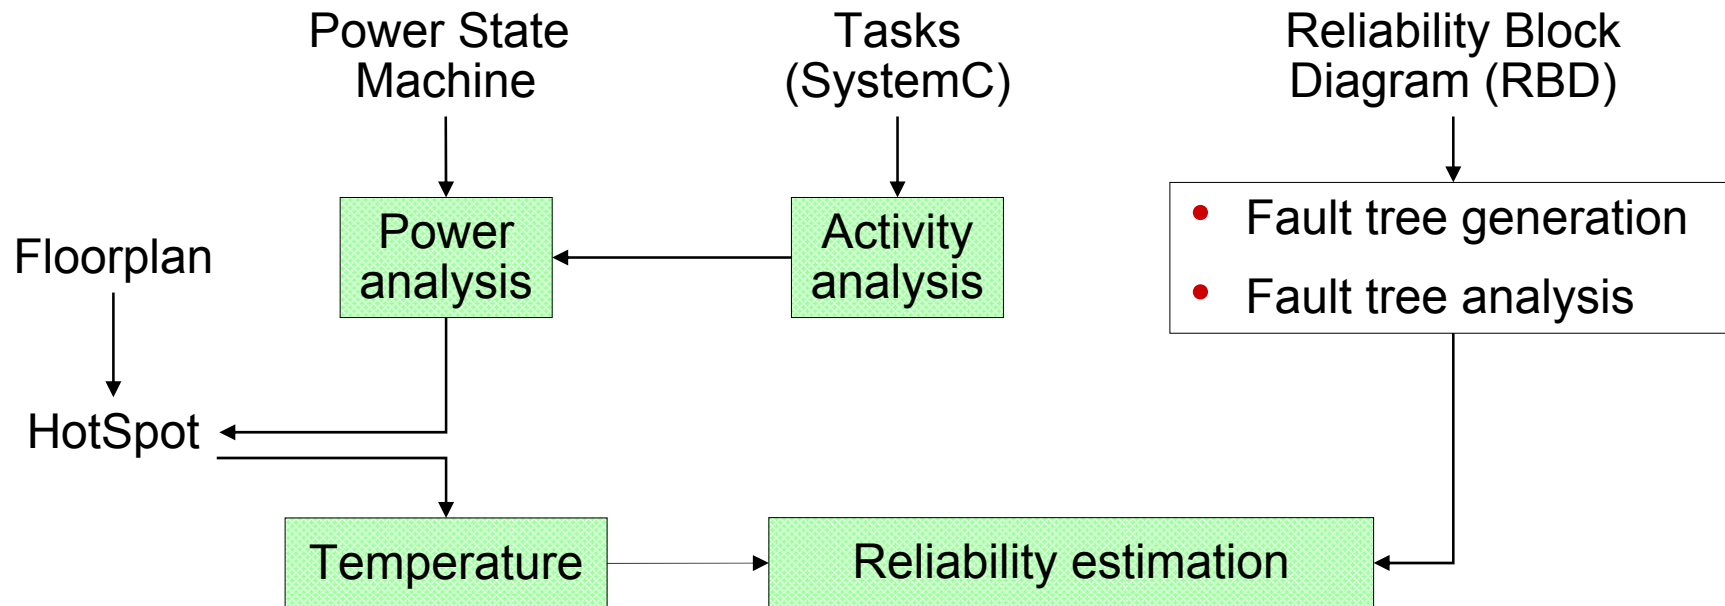 Power State
Machine
Tasks
(SystemC)
Reliability Block
Diagram (RBD)
Floorplan
Power
analysis
Activity
analysis
• Fault tree generation
• Fault tree analysis
HotSpot
Temperature
Reliability estimation